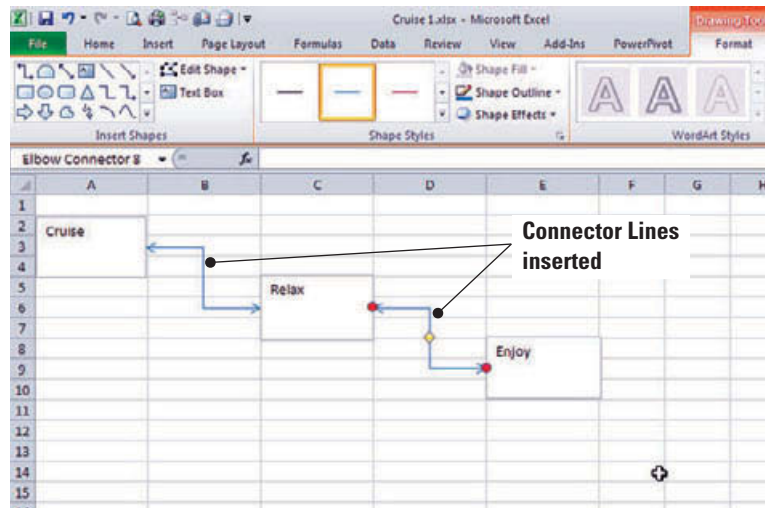 Cruise 1.xlsx - Microsoft Excel
Drawing Too
File Home Insert Page Layout Formulas Data Review View Add-Ins PowerPivot Format
Edit Shape
Text Box
Shape Fill
Shape Outline
Shape Effects
A A A
Insert Shapes Shape Styles WordArt Styles
Elbow Connector 8 fx
A B C D E F G H
1
2
3
4
5
6
7
8
9
10
11
12
13
14
15
Cruise
Connector Lines
inserted
Relax
Enjoy